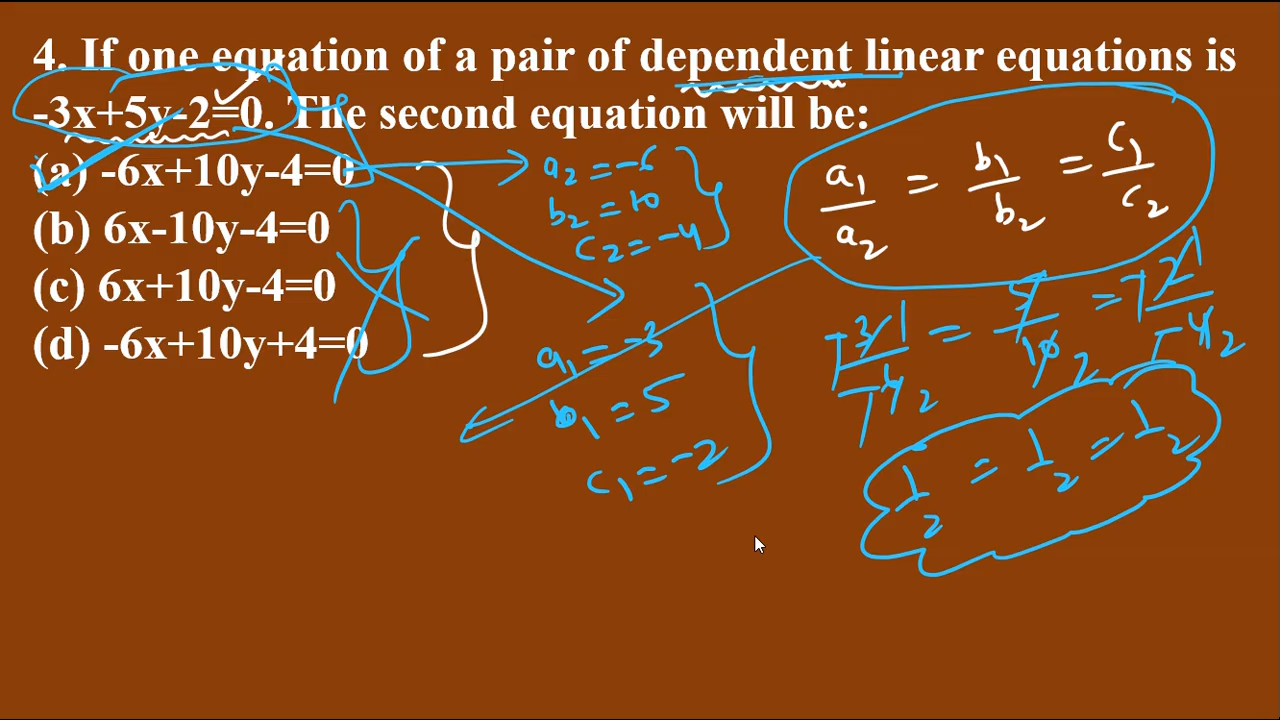 4. If one equation of a pair of dependent linear equations is
-3x+5y-2=0. The second equation will be:
(a) -6x+10y-4=0
(b) 6x-10y-4=0
(c) 6x+10y-4=0
(d) -6x+10y+4=0
a₂ = -6
b₂ = 10
c₂ = -4
a₁/a₂ = b₁/b₂ = c₁/c₂
a₁ = -3
b₁ = 5
c₁ = -2
1/2 = 1/2 = 1/2